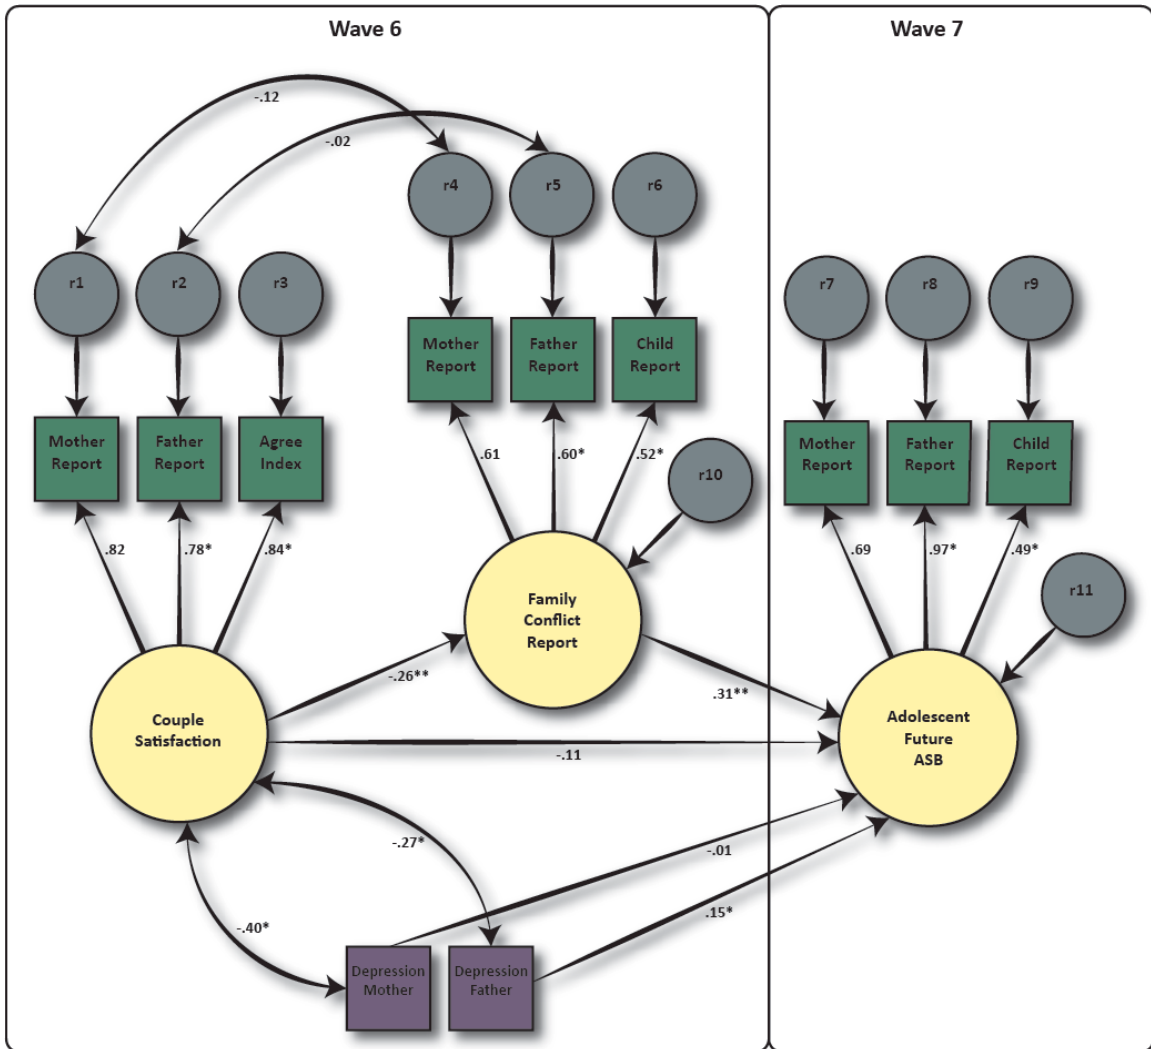 Wave 6
Wave 7
-.12
-.02
r4
r5
r6
r1
r2
r3
r7
r8
r9
Mother
Report
Father
Report
Child
Report
Mother
Report
Father
Report
Agree
Index
Mother
Report
Father
Report
Child
Report
.61
.60*
.52*
r10
.82
.78*
.84*
.69
.97*
.49*
r11
Family
Conflict
Report
-.26**
.31**
Couple
Satisfaction
Adolescent
Future
ASB
-.11
-.27*
-.01
-.40*
.15*
Depression
Mother
Depression
Father